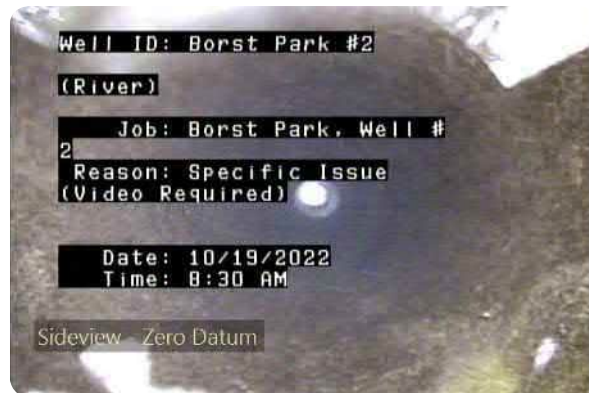 Well ID: Borst Park #2
(River)
Job: Borst Park, Well #
2
Reason: Specific Issue
(Video Required)
Date: 10/19/2022
Time: 8:30 AM
Sideview - Zero Datum